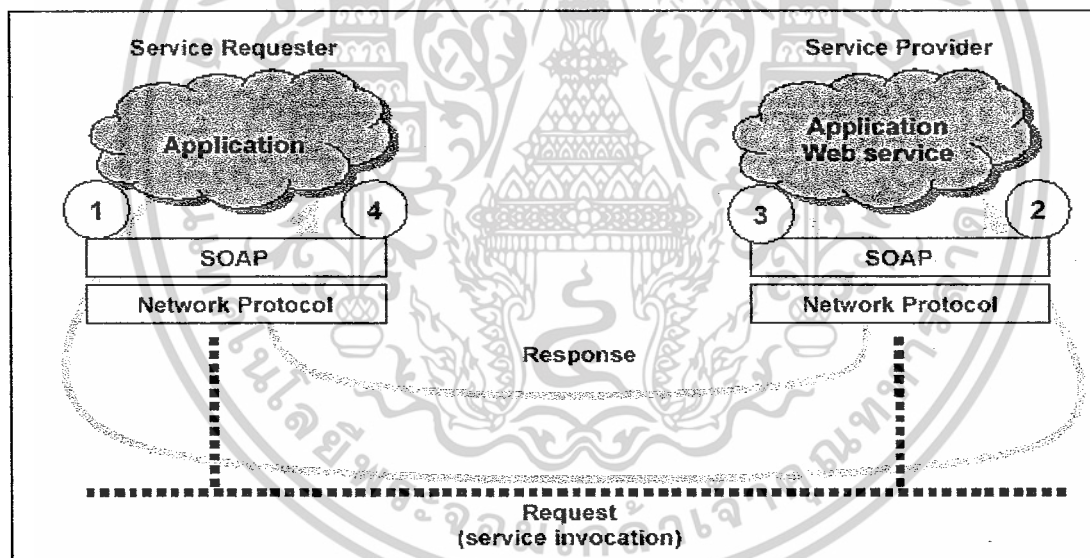 Service Requester
Service Provider
Application
Application
Web service
1
4
3
2
SOAP
SOAP
Network Protocol
Network Protocol
Response
Request
(service invocation)